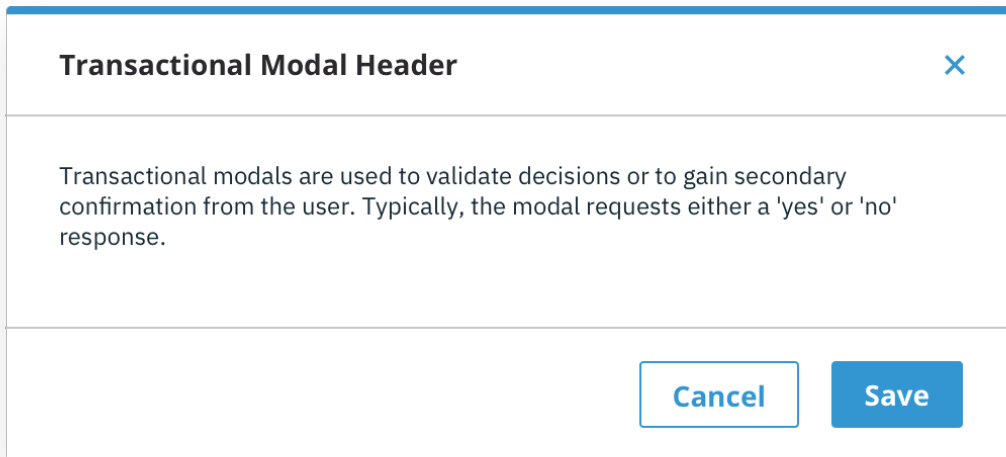 Transactional Modal Header
Transactional modals are used to validate decisions or to gain secondary
confirmation from the user. Typically, the modal requests either a 'yes' or 'no'
response.
Cancel
Save